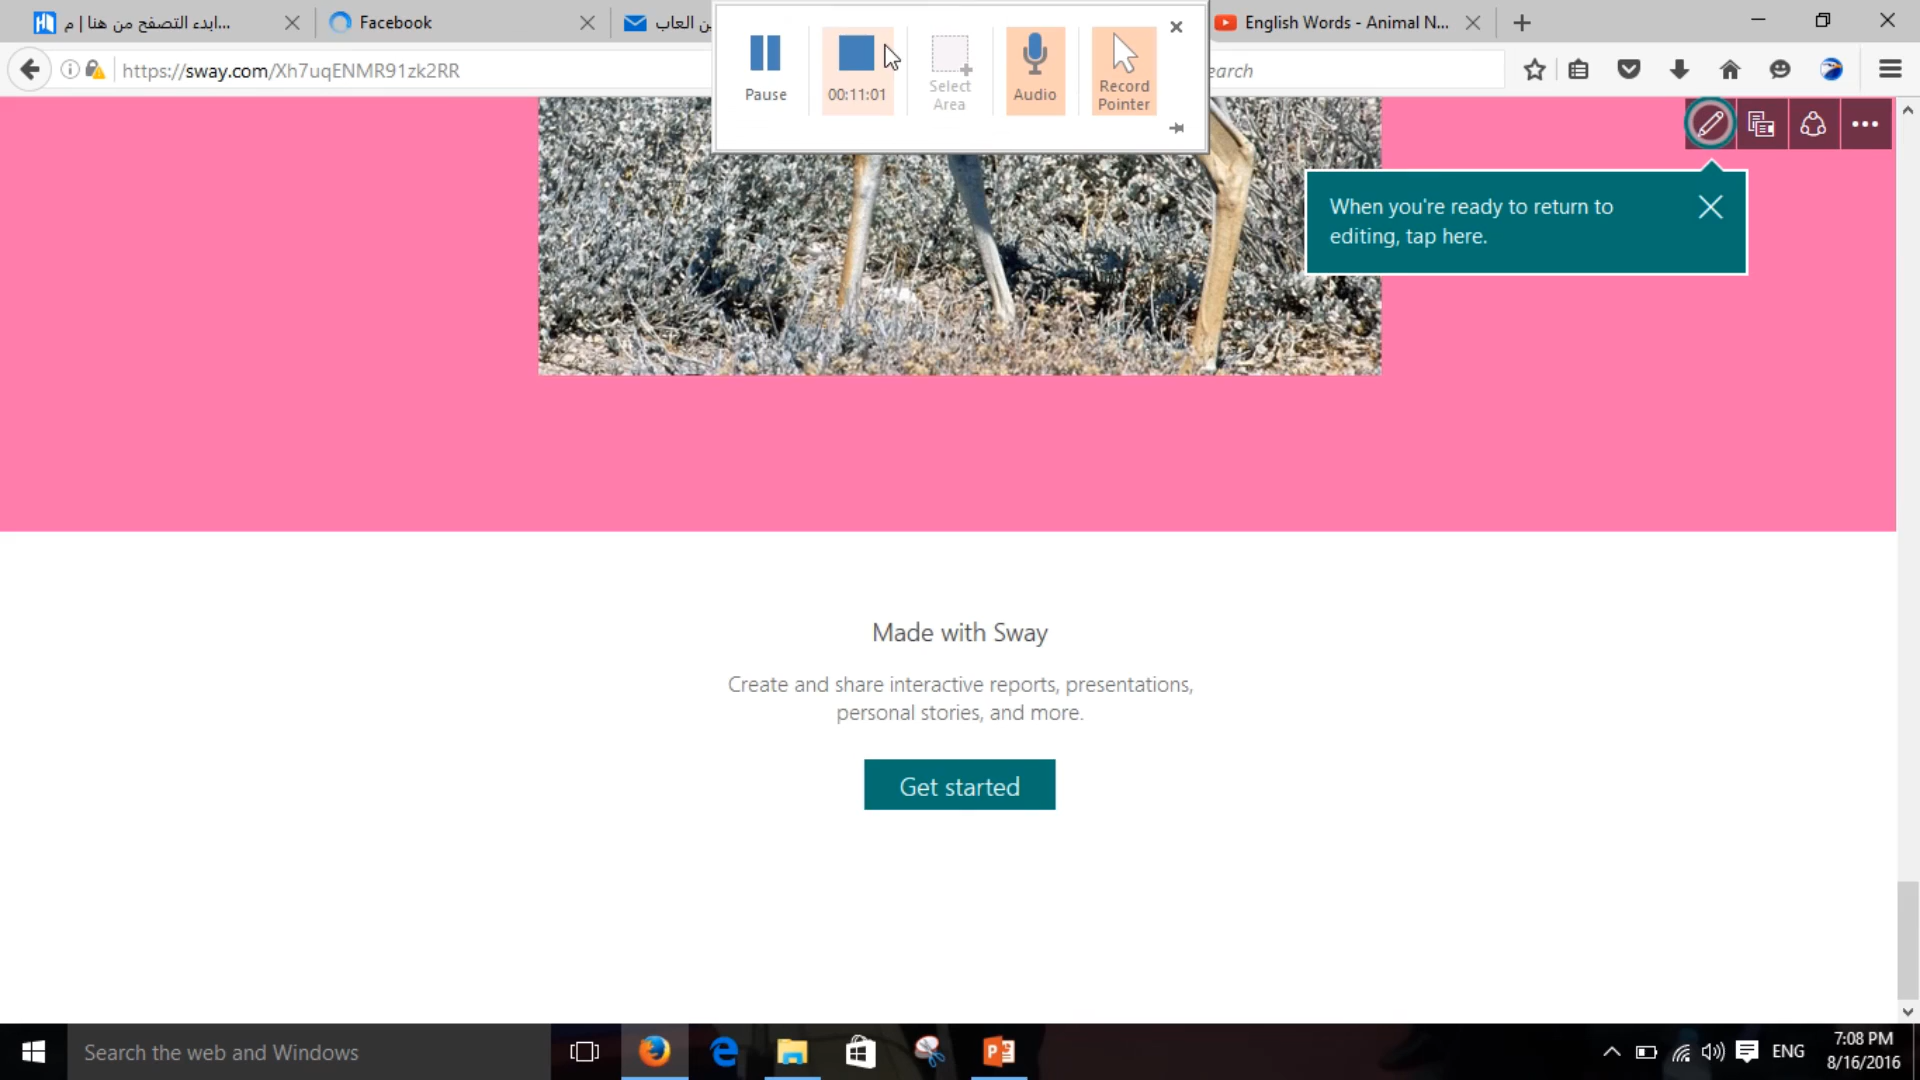 ابدء التصفح من هنا | م...
Facebook
ين العاب
English Words - Animal N...
https://sway.com/Xh7uqENMR91zk2RR
earch
Pause
00:11:01
Select
Area
Audio
Record
Pointer
When you're ready to return to
editing, tap here.
Made with Sway
Create and share interactive reports, presentations,
personal stories, and more.
Get started
Search the web and Windows
ENG
7:08 PM
8/16/2016